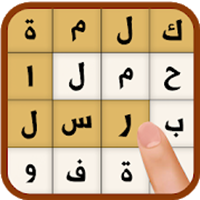 ك ل م ة
ح م ل ا
ب ر س ل
ة ف و